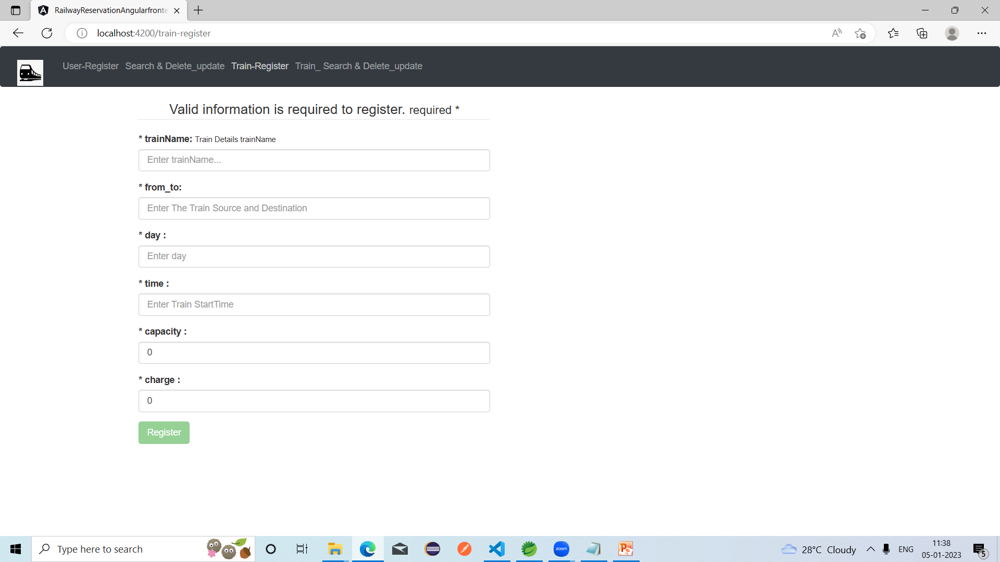 RailwayReservationAngularfronte
localhost:4200/train-register
User-Register Search & Delete_update Train-Register Train_ Search & Delete_update
Valid information is required to register. required *
* trainName: Train Details trainName
Enter trainName...
* from_to:
Enter The Train Source and Destination
* day :
Enter day
* time :
Enter Train StartTime
* capacity :
0
* charge :
0
Register
Type here to search
zoom
28°C Cloudy
ENG
11:38
05-01-2023
5